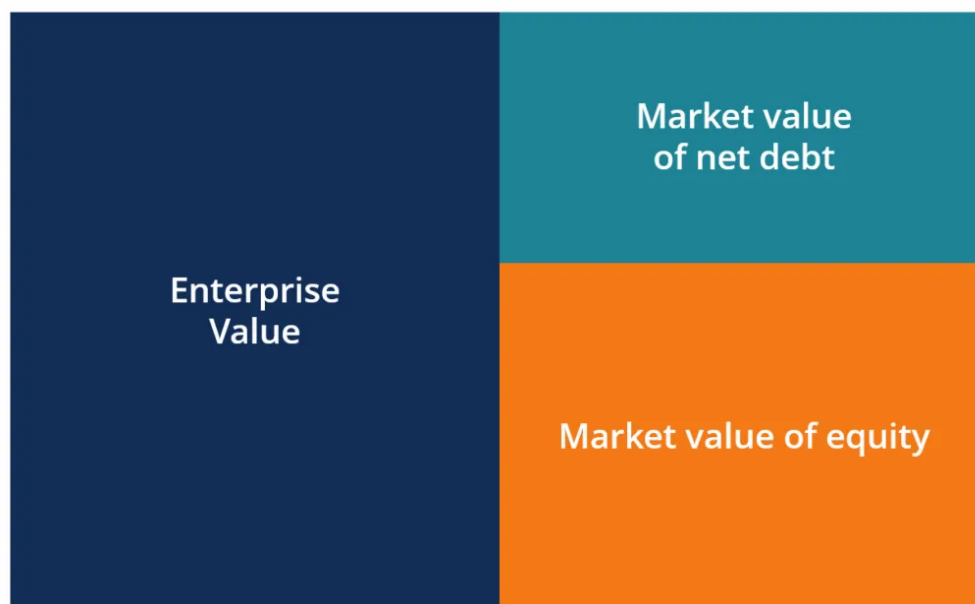 Enterprise
Value
Market value
of net debt
Market value of equity